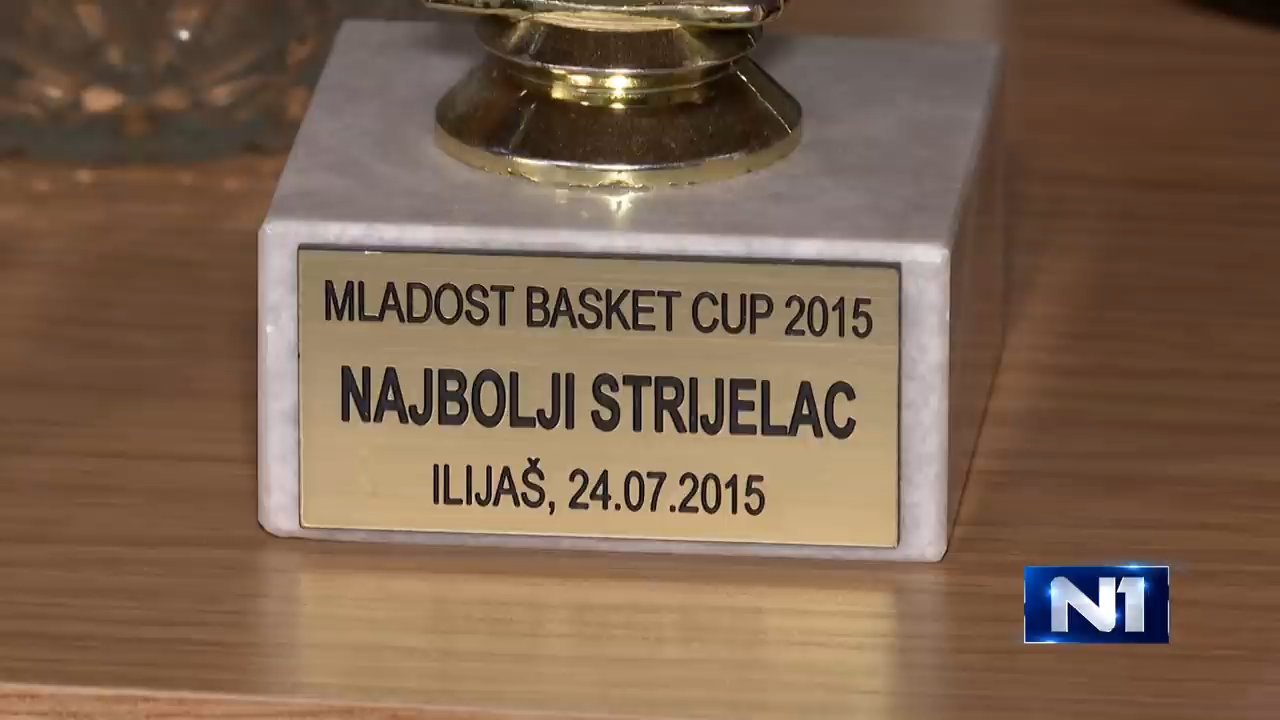 MLADOST BASKET CUP 2015
NAJBOLJI STRIJELAC
ILIJAŠ, 24.07.2015
N1